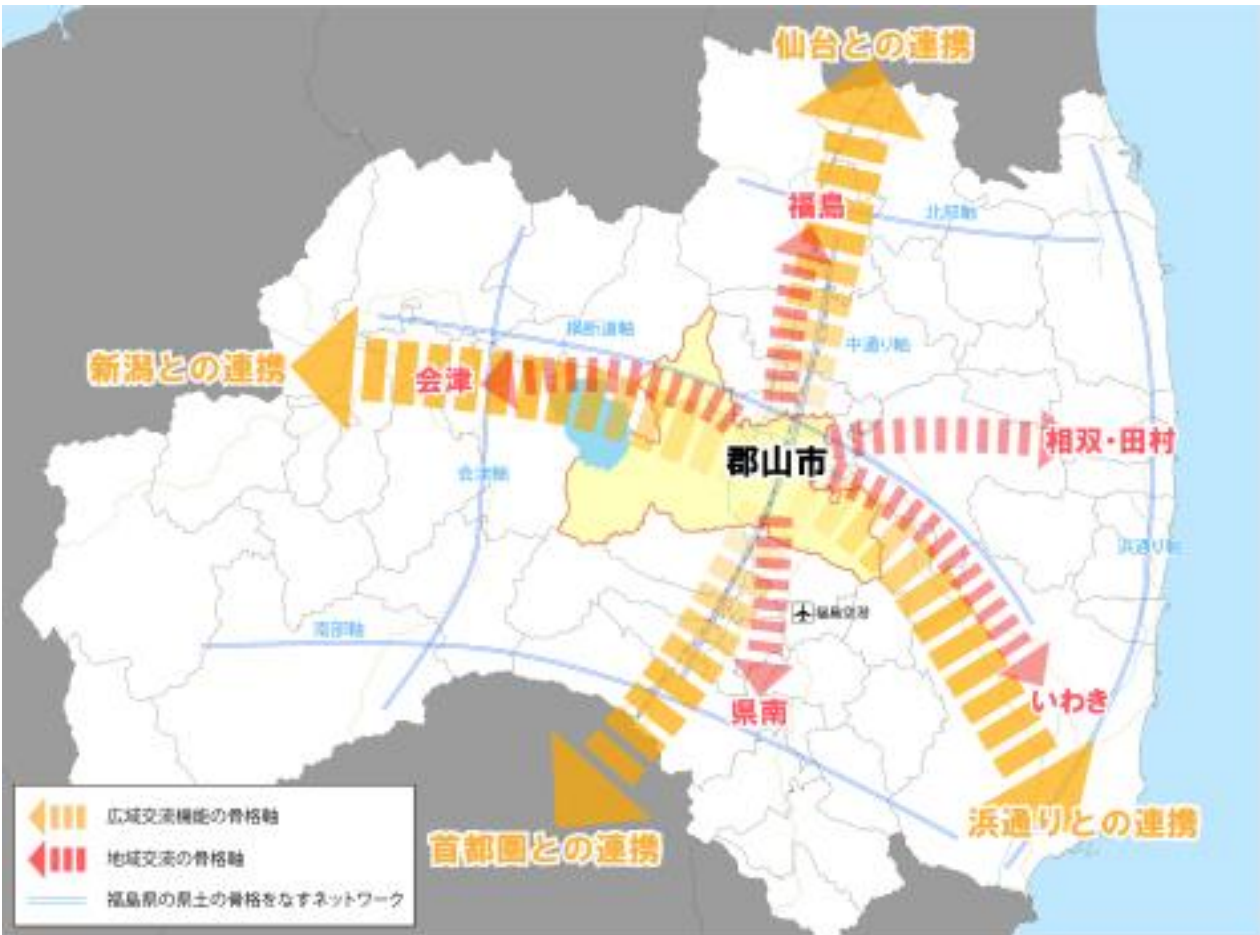 仙台との連携
福島
北部軸
横断道軸
中通り軸
新潟との連携
会津
相双・田村
郡山市
会津軸
浜通り軸
福島空港
南部軸
県南
いわき
浜通りとの連携
首都圏との連携
広域交流機能の骨格軸
地域交流の骨格軸
福島県の県土の骨格をなすネットワーク